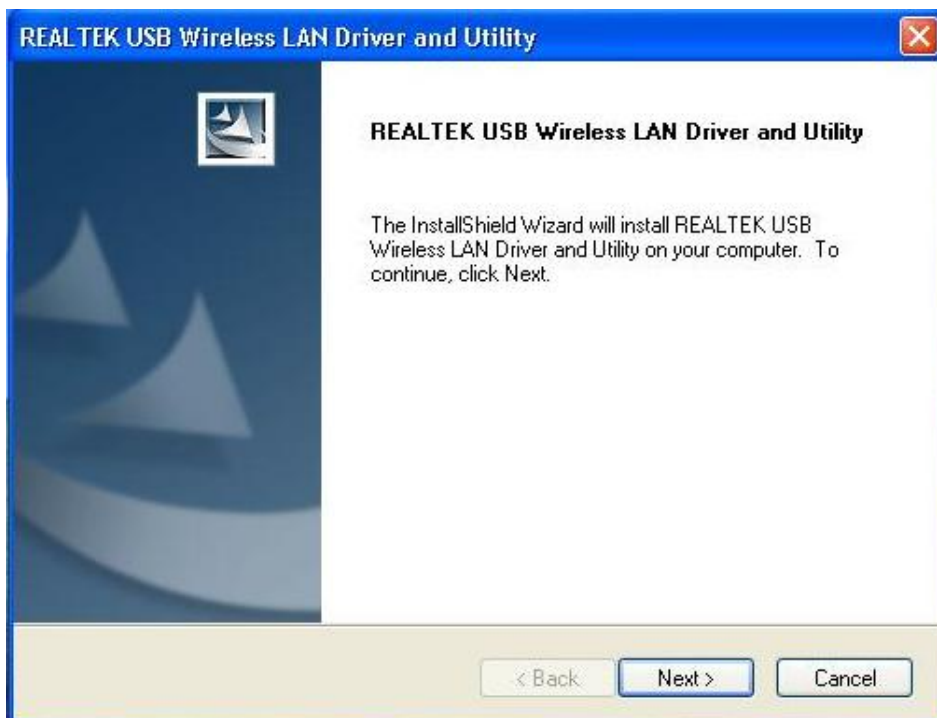 REALTEK USB Wireless LAN Driver and Utility
REALTEK USB Wireless LAN Driver and Utility
The InstallShield Wizard will install REALTEK USB
Wireless LAN Driver and Utility on your computer. To
continue, click Next.
< Back
Next >
Cancel